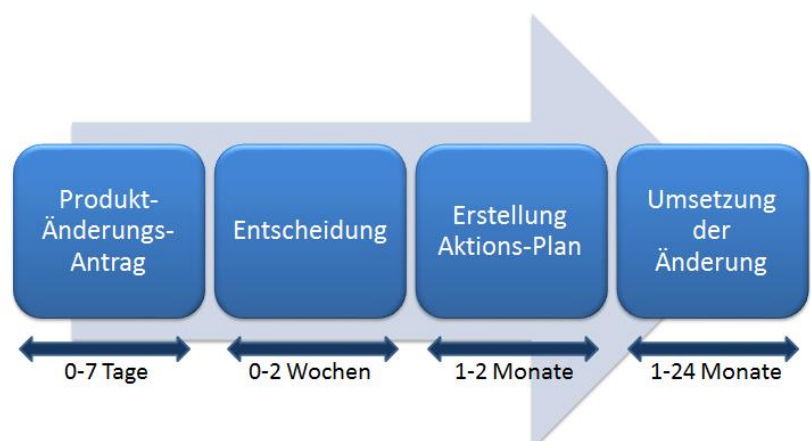 Produkt-
Änderungs-
Antrag
Entscheidung
Erstellung
Aktions-Plan
Umsetzung
der
Änderung
0-7 Tage
0-2 Wochen
1-2 Monate
1-24 Monate